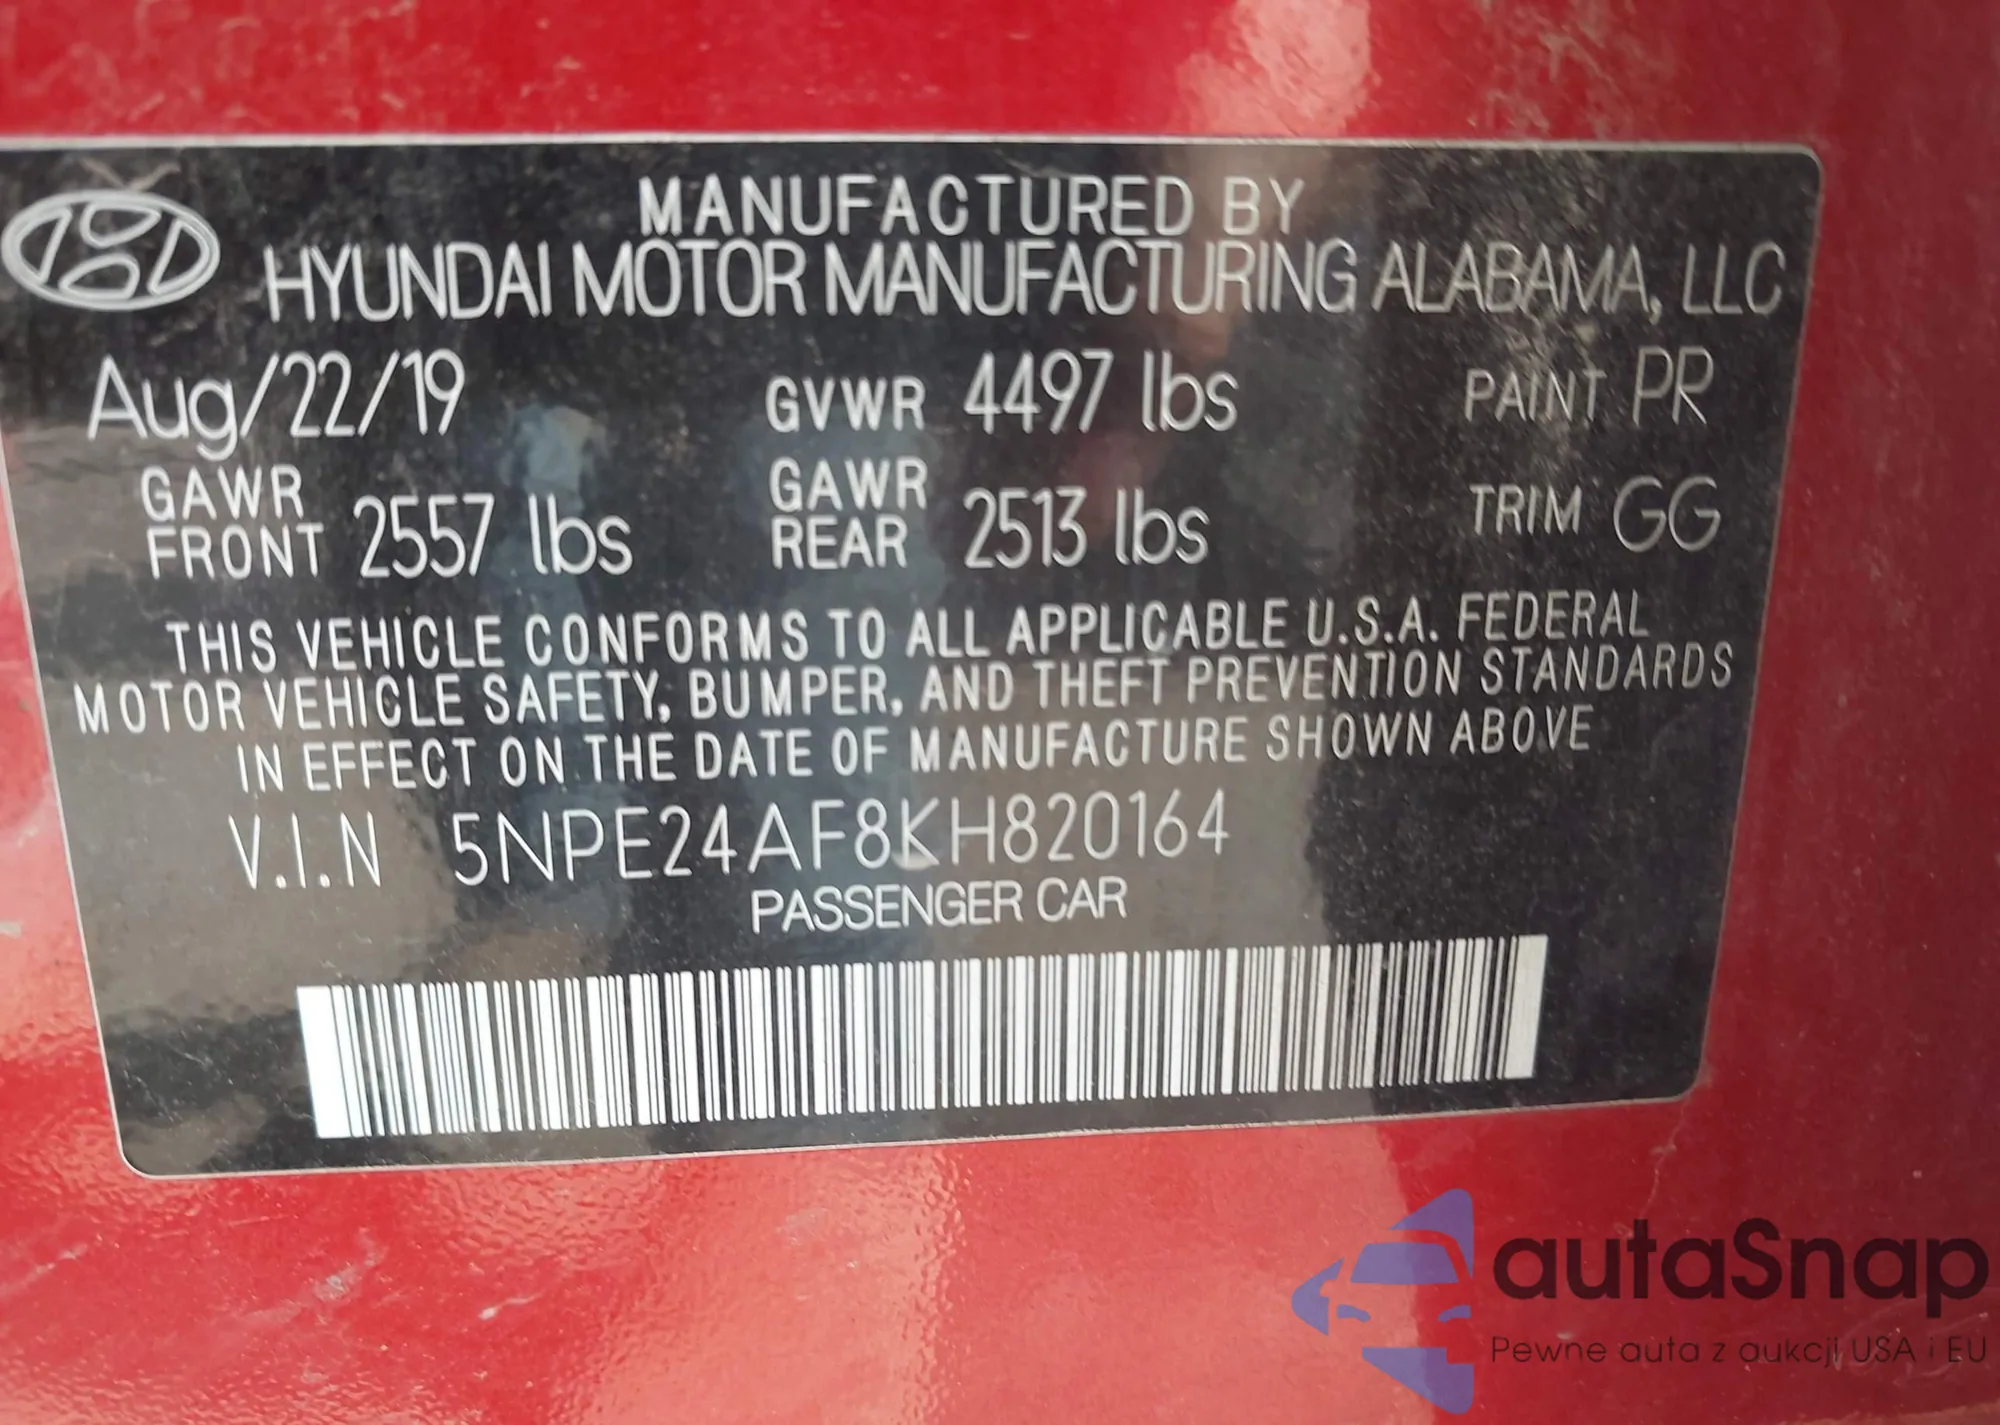 MANUFACTURED BY
HYUNDAI MOTOR MANUFACTURING ALABAMA, LLC
Aug/22/19 GVWR 4497 lbs PAINT PR
GAWR FRONT 2557 lbs GAWR REAR 2513 lbs TRIM GG
THIS VEHICLE CONFORMS TO ALL APPLICABLE U.S.A. FEDERAL
MOTOR VEHICLE SAFETY, BUMPER, AND THEFT PREVENTION STANDARDS
IN EFFECT ON THE DATE OF MANUFACTURE SHOWN ABOVE
V.I.N 5NPE24AF8KH820164
PASSENGER CAR
autaSnap
Pewne auta z aukcji USA i EU